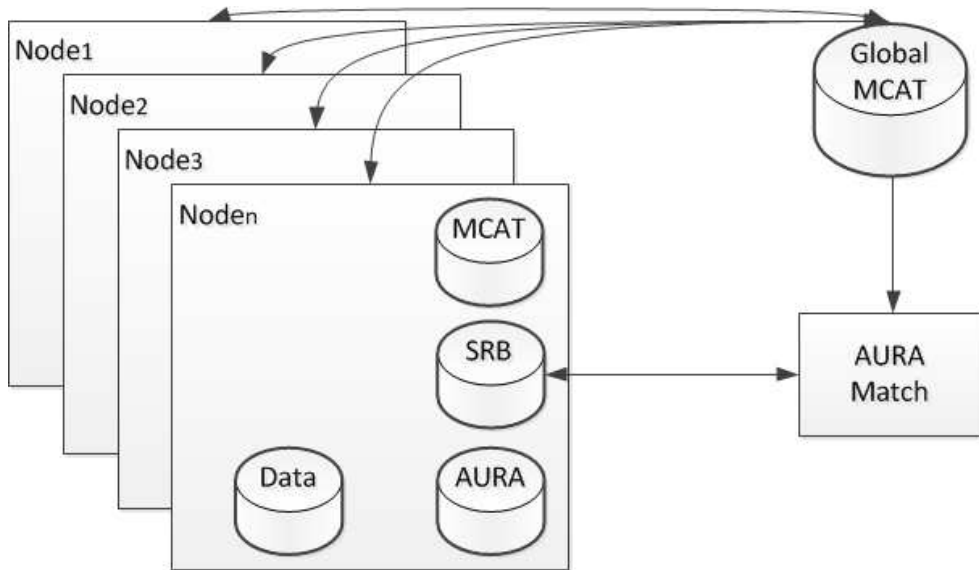 Node1
Global
MCAT
Node2
Node3
Noden
MCAT
SRB
AURA
Match
Data
AURA